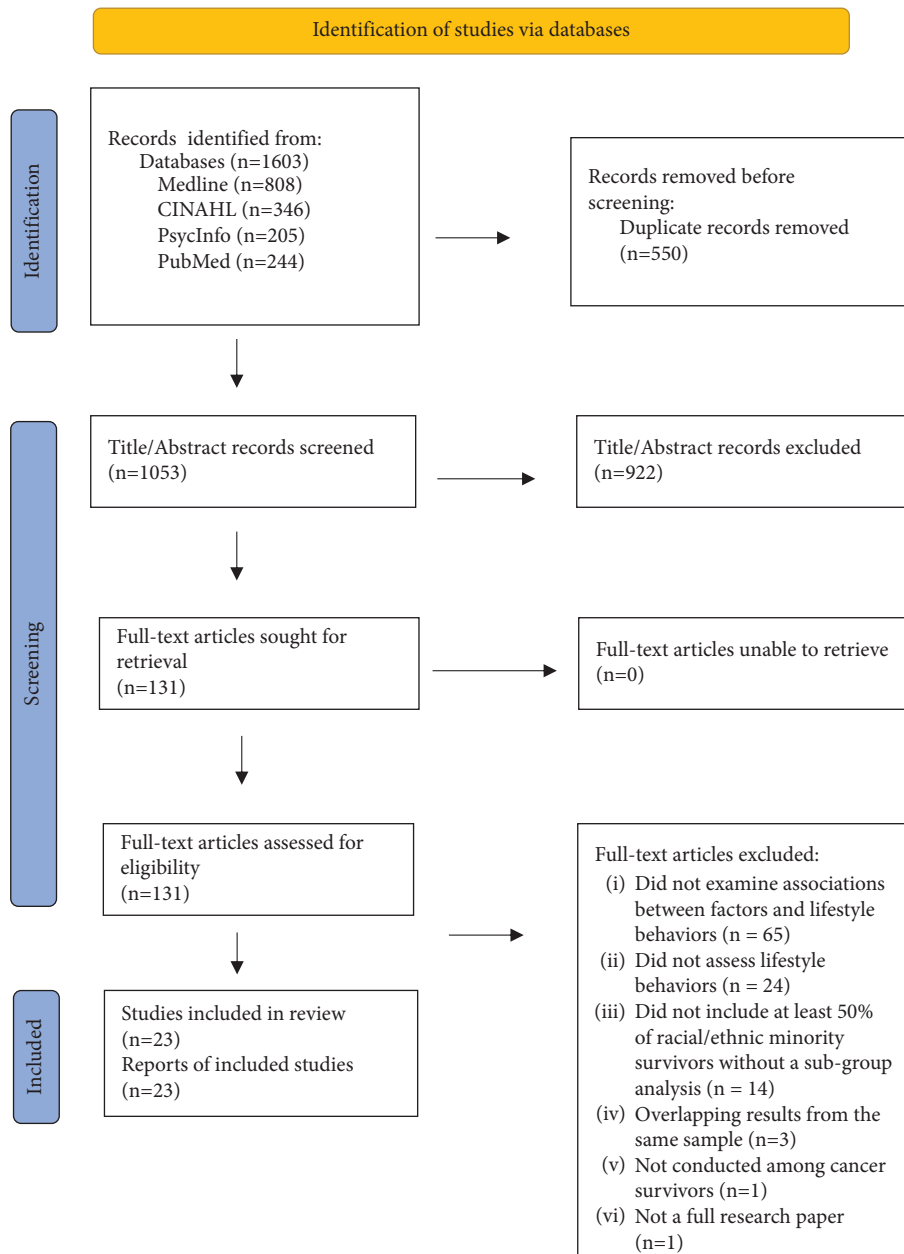 Identification of studies via databases
Identification
Records identified from:
Databases (n=1603)
Medline (n=808)
CINAHL (n=346)
PsycInfo (n=205)
PubMed (n=244)
Records removed before
screening:
Duplicate records removed
(n=550)
Screening
Title/Abstract records screened
(n=1053)
Title/Abstract records excluded
(n=922)
Full-text articles sought for
retrieval
(n=131)
Full-text articles unable to retrieve
(n=0)
Full-text articles assessed for
eligibility
(n=131)
Full-text articles excluded:
(i) Did not examine associations
between factors and lifestyle
behaviors (n = 65)
(ii) Did not assess lifestyle
behaviors (n = 24)
(iii) Did not include at least 50%
of racial/ethnic minority
survivors without a sub-group
analysis (n = 14)
(iv) Overlapping results from the
same sample (n=3)
(v) Not conducted among cancer
survivors (n=1)
(vi) Not a full research paper
(n=1)
Included
Studies included in review
(n=23)
Reports of included studies
(n=23)